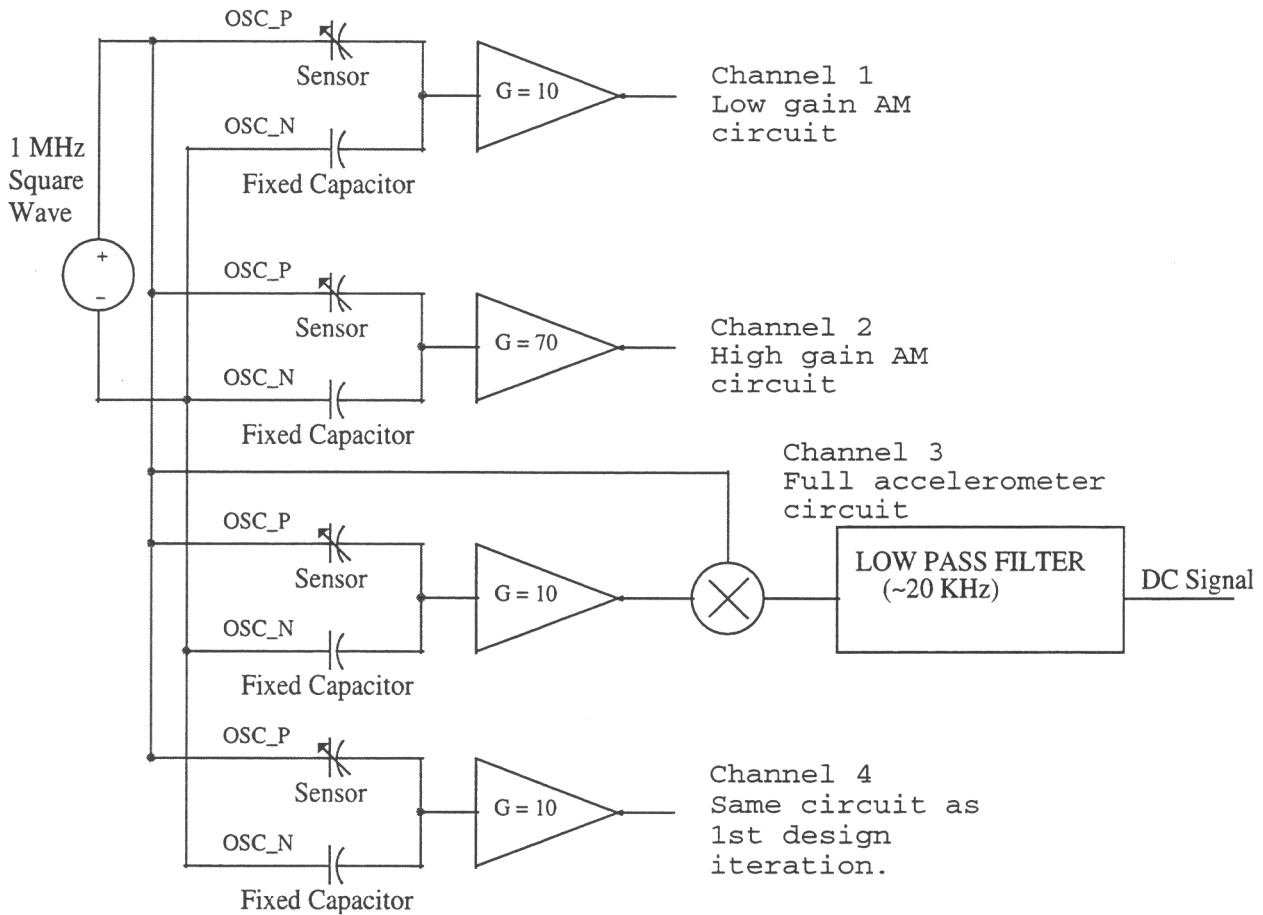 OSC_P
Sensor
G = 10
Channel 1
Low gain AM
circuit
OSC_N
Fixed Capacitor
1 MHz
Square
Wave
+
−
OSC_P
Sensor
G = 70
Channel 2
High gain AM
circuit
OSC_N
Fixed Capacitor
Channel 3
Full accelerometer
circuit
OSC_P
Sensor
G = 10
LOW PASS FILTER
(~20 KHz)
DC Signal
OSC_N
Fixed Capacitor
OSC_P
Sensor
G = 10
Channel 4
Same circuit as
1st design
iteration.
OSC_N
Fixed Capacitor